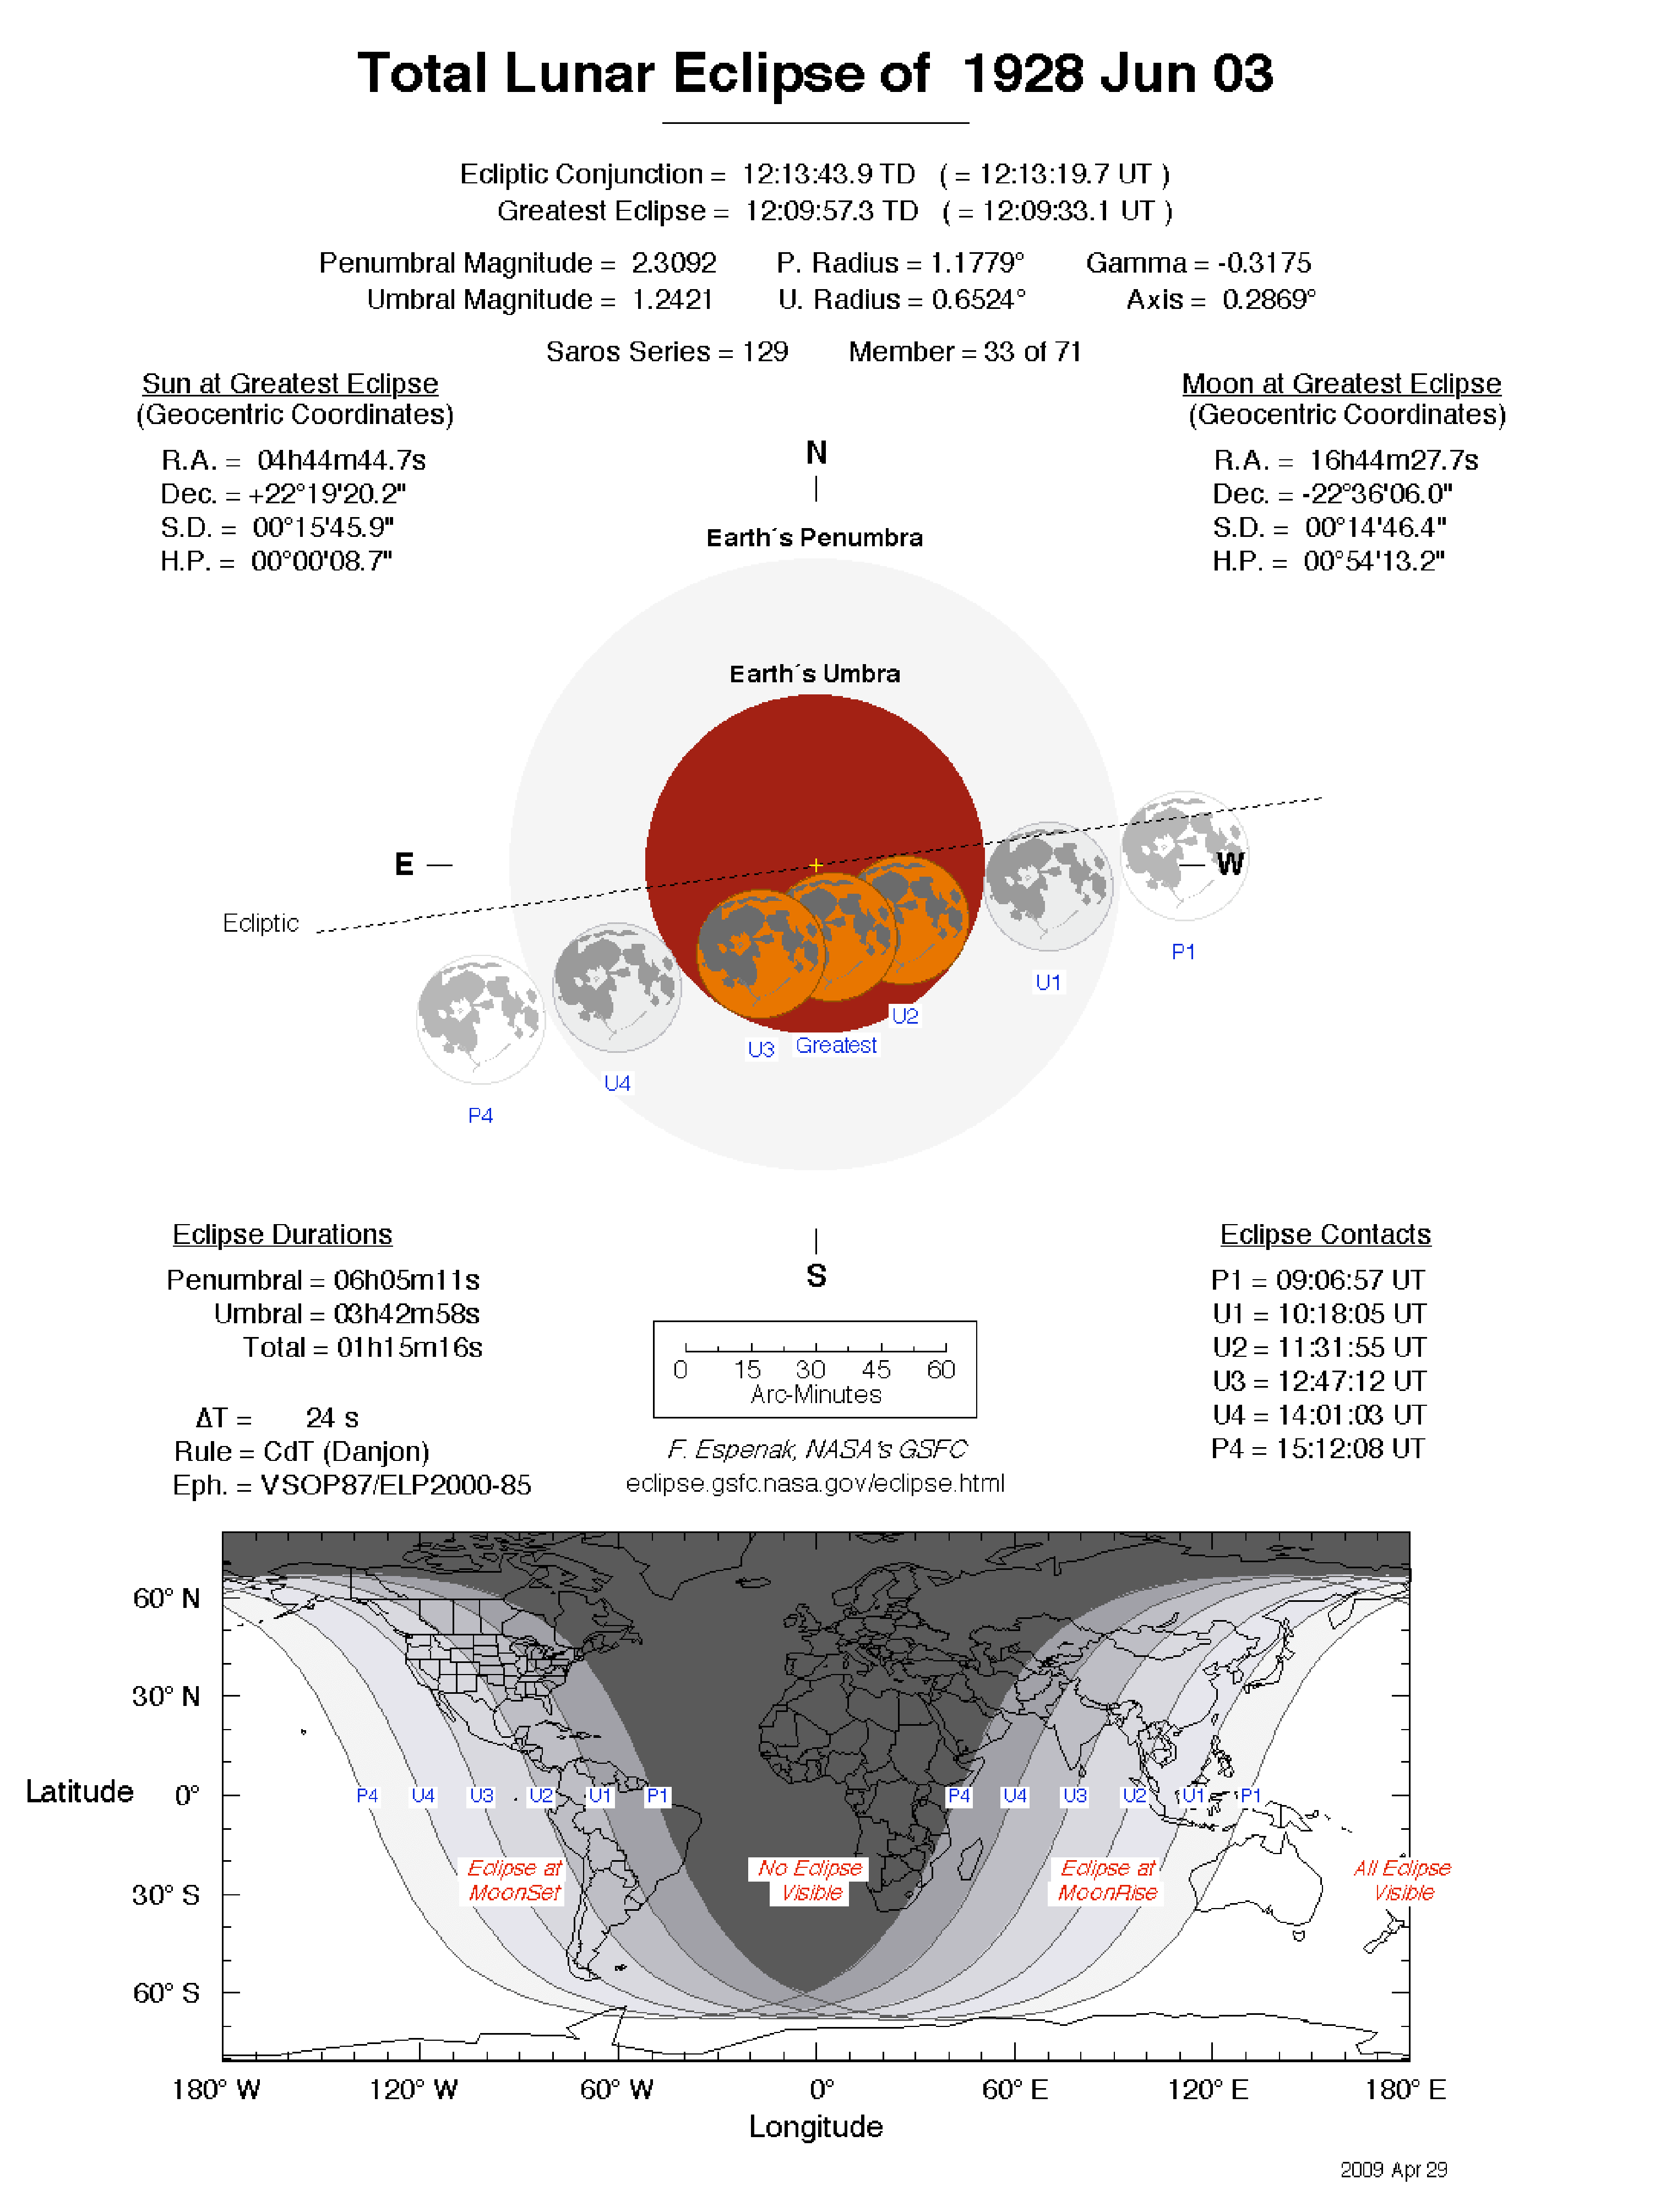 Total Lunar Eclipse of 1928 Jun 03
Ecliptic Conjunction = 12:13:43.9 TD ( = 12:13:19.7 UT )
Greatest Eclipse = 12:09:57.3 TD ( = 12:09:33.1 UT )
Penumbral Magnitude = 2.3092 P. Radius = 1.1779° Gamma = -0.3175
Umbral Magnitude = 1.2421 U. Radius = 0.6524° Axis = 0.2869°
Saros Series = 129 Member = 33 of 71
Sun at Greatest Eclipse
(Geocentric Coordinates)
R.A. = 04h44m44.7s
Dec. = +22°19'20.2"
S.D. = 00°15'45.9"
H.P. = 00°00'08.7"
Moon at Greatest Eclipse
(Geocentric Coordinates)
R.A. = 16h44m27.7s
Dec. = -22°36'06.0"
S.D. = 00°14'46.4"
H.P. = 00°54'13.2"
N
Earth´s Penumbra
Earth´s Umbra
E
W
Ecliptic
P1
U1
U2
Greatest
U3
U4
P4
S
Eclipse Durations
Penumbral = 06h05m11s
Umbral = 03h42m58s
Total = 01h15m16s
ΔT = 24 s
Rule = CdT (Danjon)
Eph. = VSOP87/ELP2000-85
0 15 30 45 60
Arc-Minutes
F. Espenak, NASA's GSFC
eclipse.gsfc.nasa.gov/eclipse.html
Eclipse Contacts
P1 = 09:06:57 UT
U1 = 10:18:05 UT
U2 = 11:31:55 UT
U3 = 12:47:12 UT
U4 = 14:01:03 UT
P4 = 15:12:08 UT
60° N
30° N
Latitude 0°
30° S
60° S
P4 U4 U3 U2 U1 P1 P4 U4 U3 U2 U1 P1
Eclipse at
MoonSet
No Eclipse
Visible
Eclipse at
MoonRise
All Eclipse
Visible
180° W 120° W 60° W 0° 60° E 120° E 180° E
Longitude
2009 Apr 29